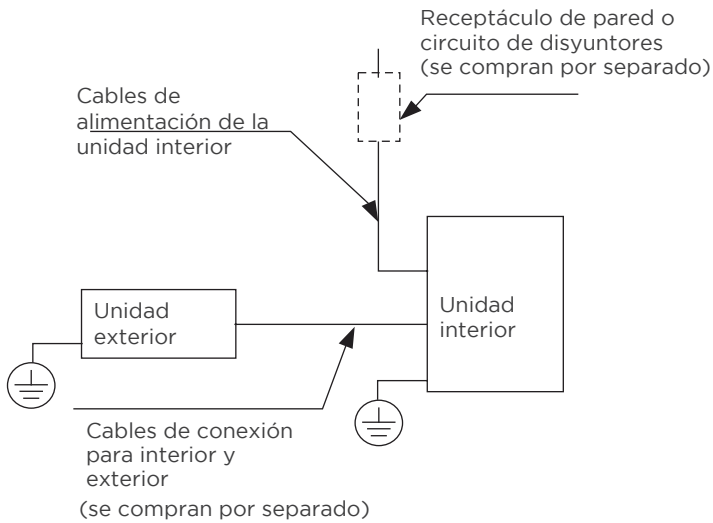 Receptáculo de pared o
circuito de disyuntores
(se compran por separado)
Cables de
alimentación de la
unidad interior
Unidad
exterior
Unidad
interior
Cables de conexión
para interior y
exterior
(se compran por separado)